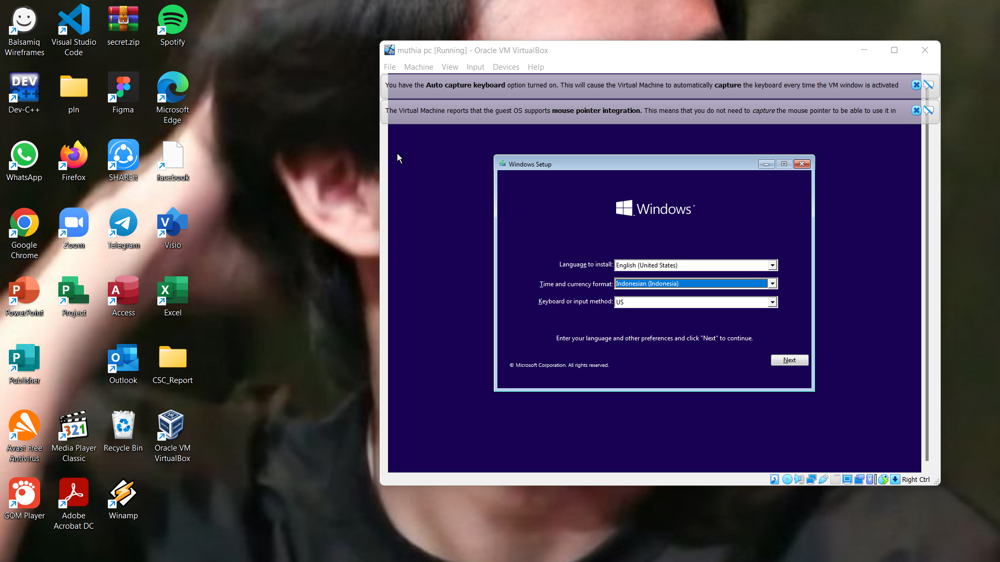 Balsamiq
Wireframes
Visual Studio
Code
secret.zip
Spotify
DEV
C++
Dev-C++
pln
Figma
Microsoft
Edge
WhatsApp
Firefox
SHAREit
facebook
Google
Chrome
Zoom
Telegram
V
Visio
P
PowerPoint
P
Project
A
Access
X
Excel
P
Publisher
O
Outlook
CSC_Report
Avast Free
Antivirus
321
Media Player
Classic
Recycle Bin
Oracle VM
VirtualBox
GOM Player
Adobe
Acrobat DC
Winamp
muthia pc [Running] - Oracle VM VirtualBox
File Machine View Input Devices Help
You have the Auto capture keyboard option turned on. This will cause the Virtual Machine to automatically capture the keyboard every time the VM window is activated
The Virtual Machine reports that the guest OS supports mouse pointer integration. This means that you do not need to capture the mouse pointer to be able to use it in
Windows Setup
Windows
Language to install: English (United States)
Time and currency format: Indonesian (Indonesia)
Keyboard or input method: US
Enter your language and other preferences and click "Next" to continue.
Next
© Microsoft Corporation. All rights reserved.
Right Ctrl